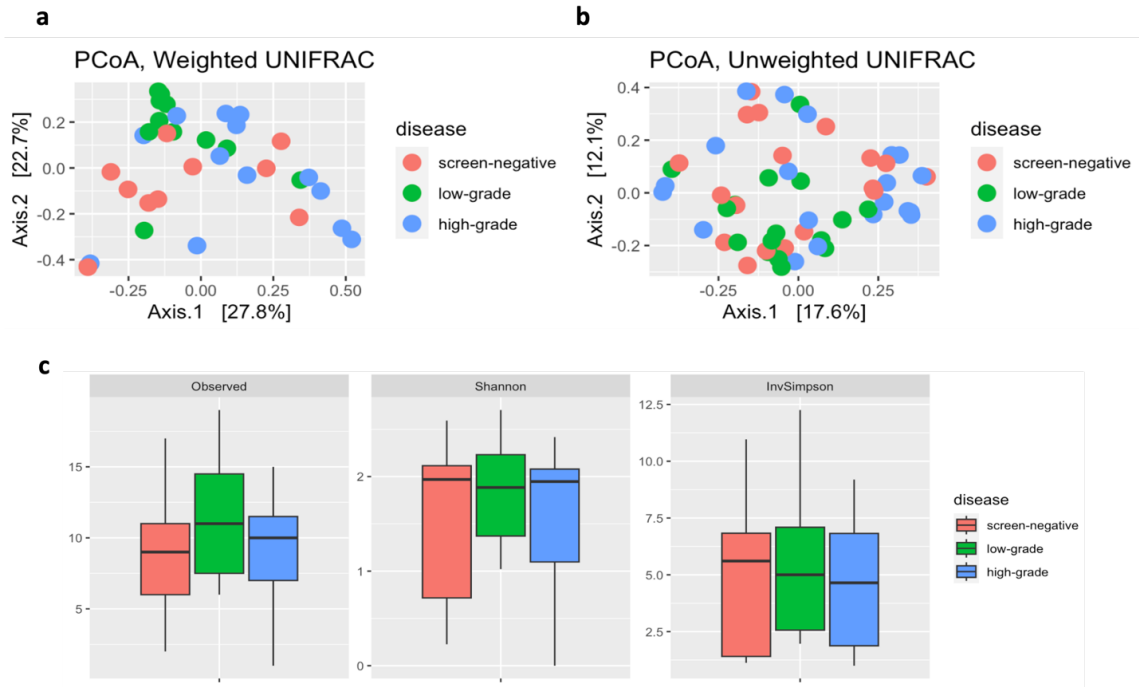 a
PCoA, Weighted UNIFRAC
Axis.2 [22.7%]
0.2
0.0
-0.2
-0.4
-0.25 0.00 0.25 0.50
Axis.1 [27.8%]
disease
screen-negative
low-grade
high-grade
b
PCoA, Unweighted UNIFRAC
Axis.2 [12.1%]
0.4
0.2
0.0
-0.2
-0.25 0.00 0.25
Axis.1 [17.6%]
disease
screen-negative
low-grade
high-grade
c
Observed
15
10
5
Shannon
2
1
0
InvSimpson
12.5
10.0
7.5
5.0
2.5
disease
screen-negative
low-grade
high-grade